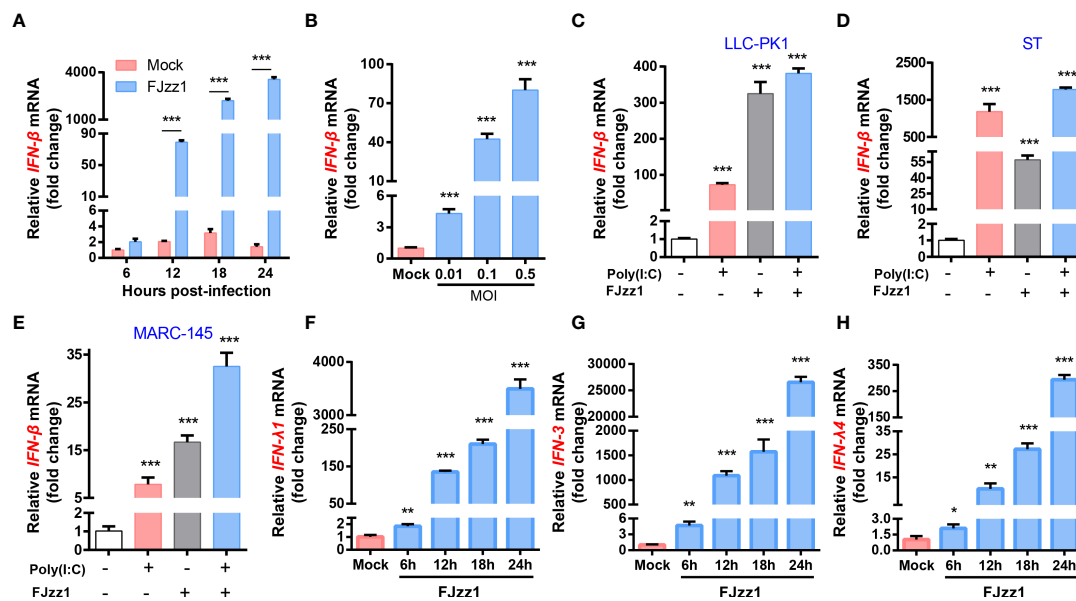 A
Mock
FJzz1
Relative IFN-β mRNA
(fold change)
4000
1000
90
50
10
6
4
2
0
***
***
***
6 12 18 24
Hours post-infection
B
Relative IFN-β mRNA
(fold change)
100
70
40
6
3
0
***
***
***
Mock 0.01 0.1 0.5
MOI
C
LLC-PK1
Relative IFN-β mRNA
(fold change)
400
300
200
100
2
1
0
***
***
***
Poly(I:C) - + - +
FJzz1 - - + +
D
ST
Relative IFN-β mRNA
(fold change)
2500
1500
500
100
55
10
2
1
0
***
***
***
Poly(I:C) - + - +
FJzz1 - - + +
E
MARC-145
Relative IFN-β mRNA
(fold change)
35
15
5
2
1
0
***
***
***
Poly(I:C) - + - +
FJzz1 - - + +
F
Relative IFN-λ1 mRNA
(fold change)
4500
3000
250
150
50
2
1
0
**
***
***
***
Mock 6h 12h 18h 24h
FJzz1
G
Relative IFN-3 mRNA
(fold change)
30000
25000
20000
2500
2000
1500
1000
500
6
3
0
**
***
***
***
Mock 6h 12h 18h 24h
FJzz1
H
Relative IFN-λ4 mRNA
(fold change)
350
250
150
35
25
15
3.0
1.5
0.0
*
**
***
***
Mock 6h 12h 18h 24h
FJzz1